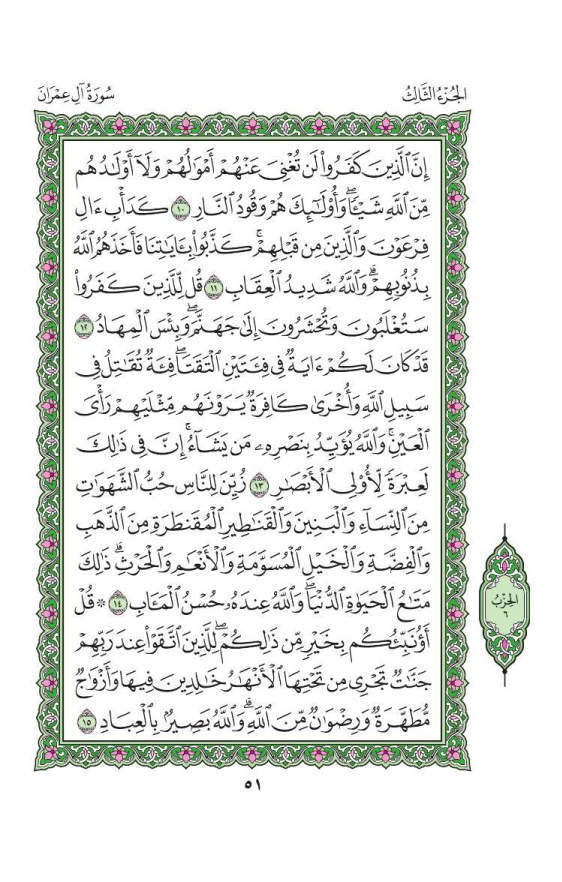 الجُزْءُ الثَّالِثُ
سُورَةُ آلِ عِمْرَانَ
إِنَّ ٱلَّذِينَ كَفَرُوا۟ لَن تُغْنِىَ عَنْهُمْ أَمْوَٰلُهُمْ وَلَآ أَوْلَـٰدُهُم
مِّنَ ٱللَّهِ شَيْـًٔا ۖ وَأُو۟لَـٰٓئِكَ هُمْ وَقُودُ ٱلنَّارِ ١٠ كَدَأْبِ ءَالِ
فِرْعَوْنَ وَٱلَّذِينَ مِن قَبْلِهِمْ ۚ كَذَّبُوا۟ بِـَٔايَـٰتِنَا فَأَخَذَهُمُ ٱللَّهُ
بِذُنُوبِهِمْ ۗ وَٱللَّهُ شَدِيدُ ٱلْعِقَابِ ١١ قُل لِّلَّذِينَ كَفَرُوا۟
سَتُغْلَبُونَ وَتُحْشَرُونَ إِلَىٰ جَهَنَّمَ ۚ وَبِئْسَ ٱلْمِهَادُ ١٢
قَدْ كَانَ لَكُمْ ءَايَةٌ فِى فِئَتَيْنِ ٱلْتَقَتَا ۖ فِئَةٌ تُقَـٰتِلُ فِى
سَبِيلِ ٱللَّهِ وَأُخْرَىٰ كَافِرَةٌ يَرَوْنَهُم مِّثْلَيْهِمْ رَأْىَ
ٱلْعَيْنِ ۚ وَٱللَّهُ يُؤَيِّدُ بِنَصْرِهِۦ مَن يَشَآءُ ۗ إِنَّ فِى ذَٰلِكَ
لَعِبْرَةً لِّأُو۟لِى ٱلْأَبْصَـٰرِ ١٣ زُيِّنَ لِلنَّاسِ حُبُّ ٱلشَّهَوَٰتِ
مِنَ ٱلنِّسَآءِ وَٱلْبَنِينَ وَٱلْقَنَـٰطِيرِ ٱلْمُقَنطَرَةِ مِنَ ٱلذَّهَبِ
وَٱلْفِضَّةِ وَٱلْخَيْلِ ٱلْمُسَوَّمَةِ وَٱلْأَنْعَـٰمِ وَٱلْحَرْثِ ۗ ذَٰلِكَ
مَتَـٰعُ ٱلْحَيَوٰةِ ٱلدُّنْيَا ۖ وَٱللَّهُ عِندَهُۥ حُسْنُ ٱلْمَـَٔابِ ١٤ ۞ قُلْ
أَؤُنَبِّئُكُم بِخَيْرٍ مِّن ذَٰلِكُمْ ۚ لِلَّذِينَ ٱتَّقَوْا۟ عِندَ رَبِّهِمْ
جَنَّـٰتٌ تَجْرِى مِن تَحْتِهَا ٱلْأَنْهَـٰرُ خَـٰلِدِينَ فِيهَا وَأَزْوَٰجٌ
مُّطَهَّرَةٌ وَرِضْوَٰنٌ مِّنَ ٱللَّهِ ۗ وَٱللَّهُ بَصِيرٌۢ بِٱلْعِبَادِ ١٥
الحِزْبُ
٦
٥١